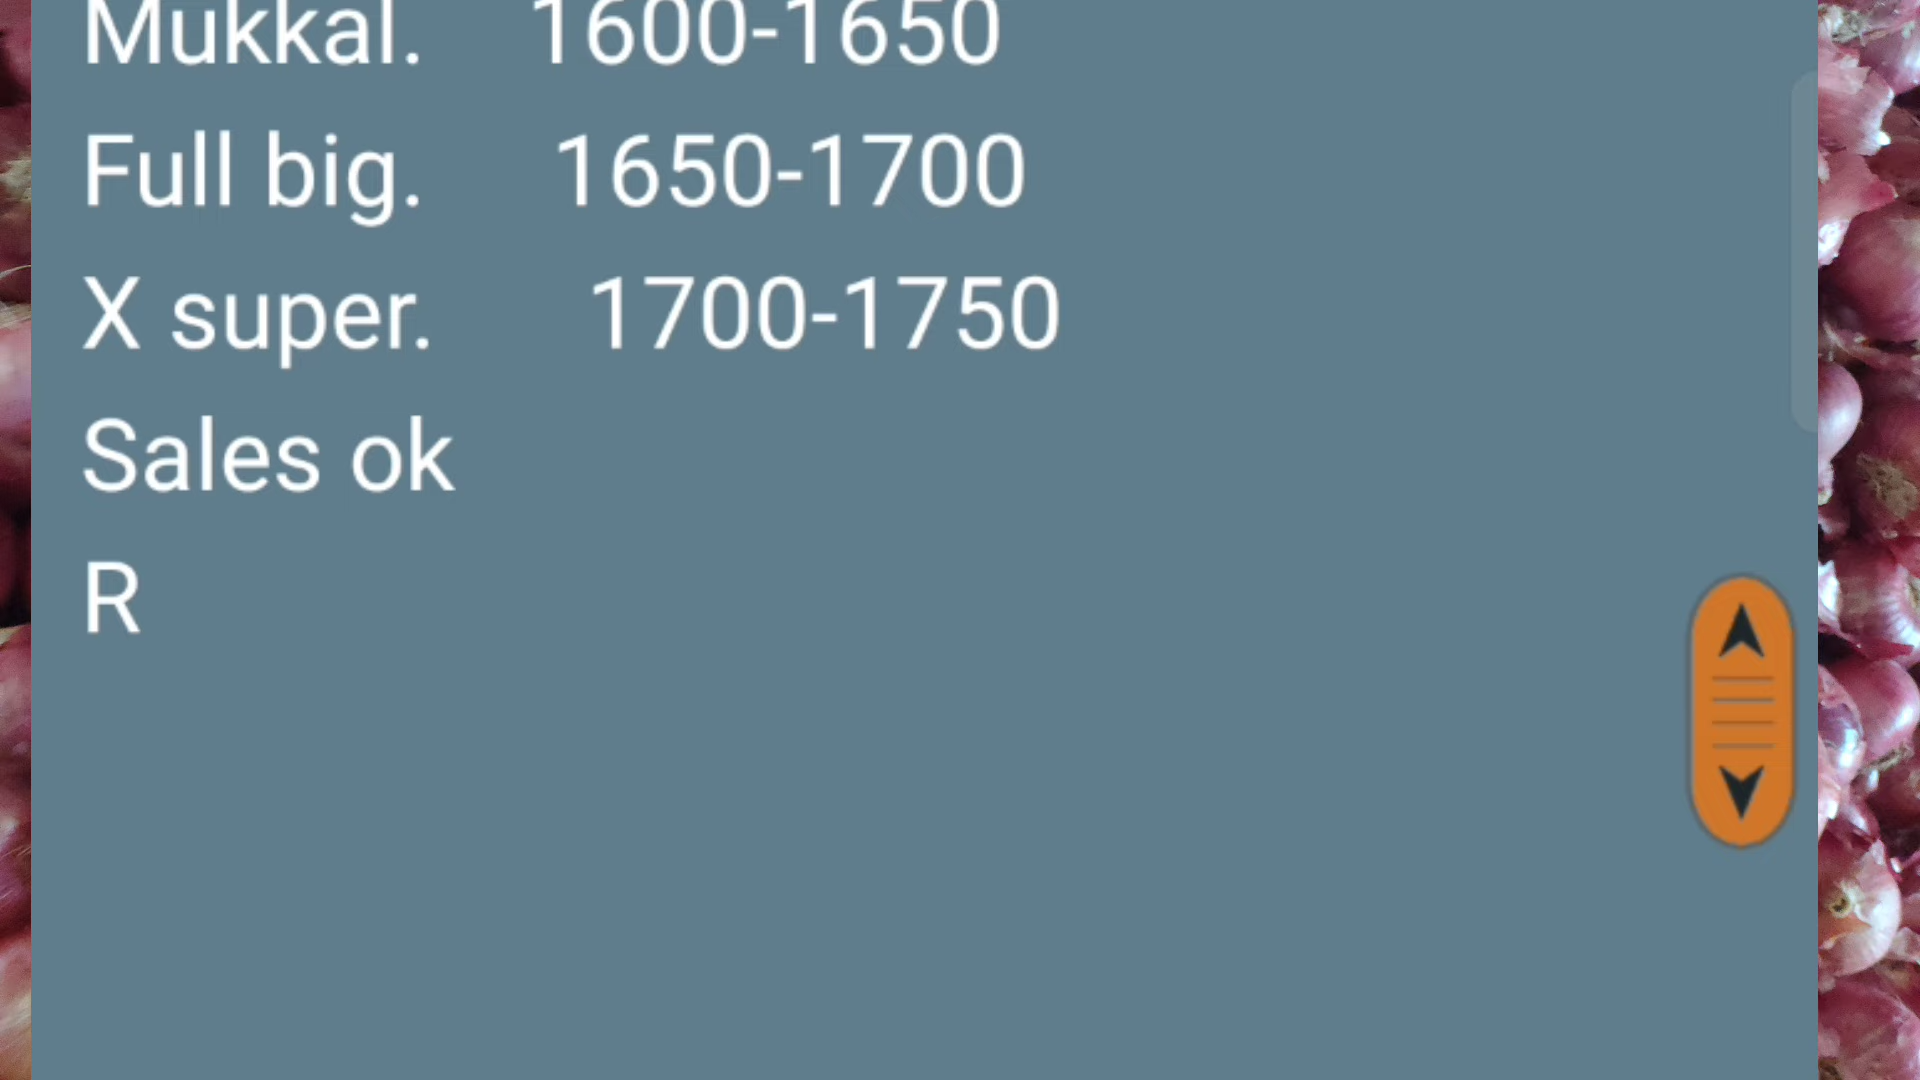 Mukkal. 1600-1650
Full big. 1650-1700
X super. 1700-1750
Sales ok
R